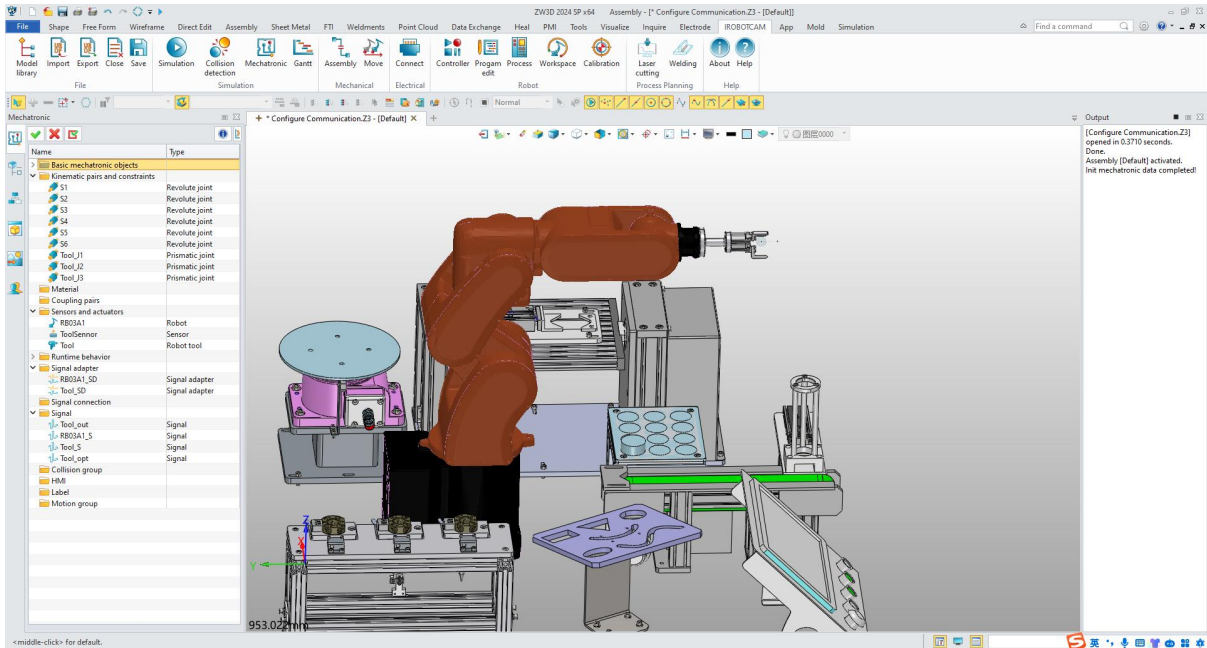 ZW3D 2024 SP x64 Assembly - [* Configure Communication.Z3 - [Default]]
File Shape Free Form Wireframe Direct Edit Assembly Sheet Metal FTI Weldments Point Cloud Data Exchange Heal PMI Tools Visualize Inquire Electrode IROBOTCAM App Mold Simulation Find a command
Model library Import Export Close Save Simulation Collision detection Mechatronic Gantt Assembly Move Connect Controller Progam edit Process Workspace Calibration Laser cutting Welding About Help
File Simulation Mechanical Electrical Robot Process Planning Help
Normal
Mechatronic
* Configure Communication.Z3 - [Default]
Output
图层0000
[Configure Communication.Z3]
opened in 0.3710 seconds.
Done.
Assembly [Default] activated.
Init mechatronic data completed!
Name Type
Basic mechatronic objects
Kinematic pairs and constraints
S1 Revolute joint
S2 Revolute joint
S3 Revolute joint
S4 Revolute joint
S5 Revolute joint
S6 Revolute joint
Tool_J1 Prismatic joint
Tool_J2 Prismatic joint
Tool_J3 Prismatic joint
Material
Coupling pairs
Sensors and actuators
RB03A1 Robot
ToolSennor Sensor
Tool Robot tool
Runtime behavior
Signal adapter
RB03A1_SD Signal adapter
Tool_SD Signal adapter
Signal connection
Signal
Tool_out Signal
RB03A1_S Signal
Tool_S Signal
Tool_opt Signal
Collision group
HMI
Label
Motion group
Z
X
Y
953.022mm
<middle-click> for default.
英